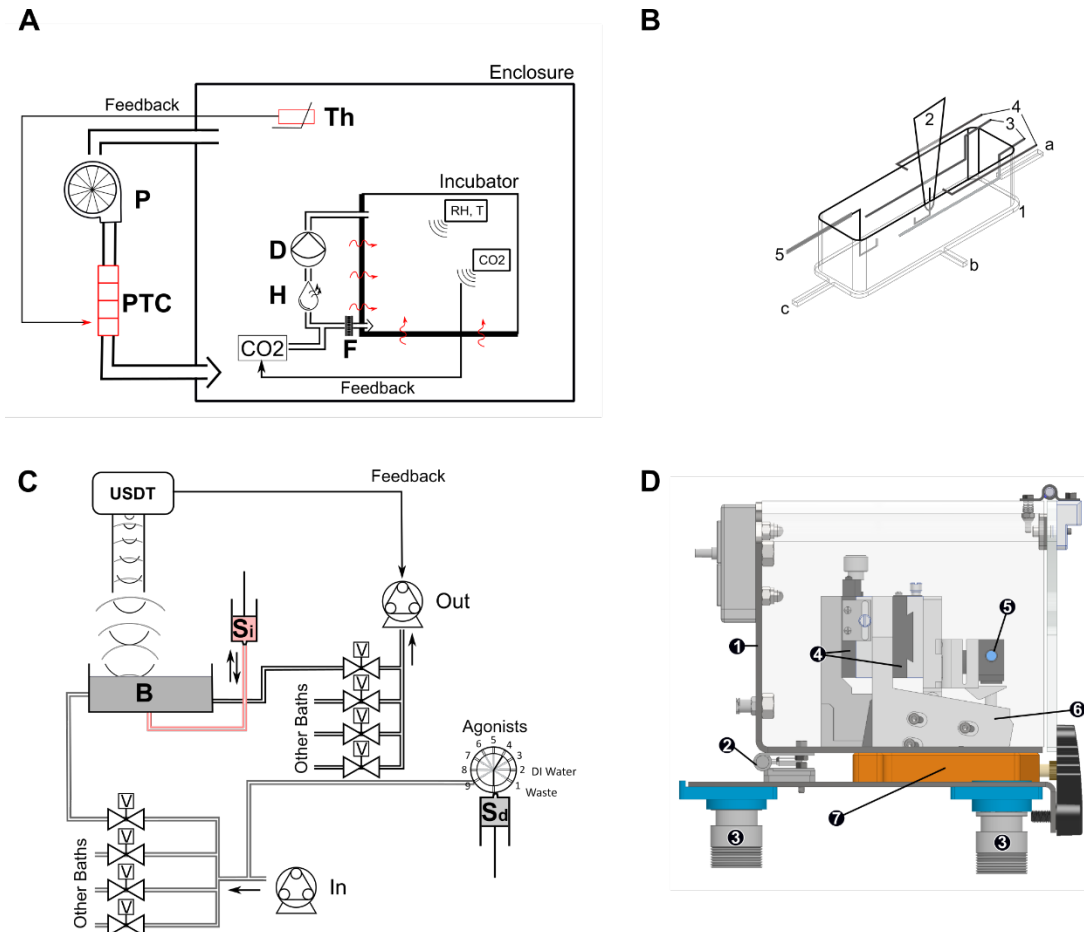 A
Enclosure
Feedback
Th
P
Incubator
RH, T
D
CO2
PTC
H
F
CO2
Feedback
B
4
2
3
a
1
5
b
c
C
Feedback
USDT
Out
Si
V
B
V
V
V
Other Baths
Agonists
5
6
4
7
3
8
2
DI Water
9
1
Waste
Sd
V
V
V
V
Other Baths
In
D
5
1
4
6
2
7
3
3